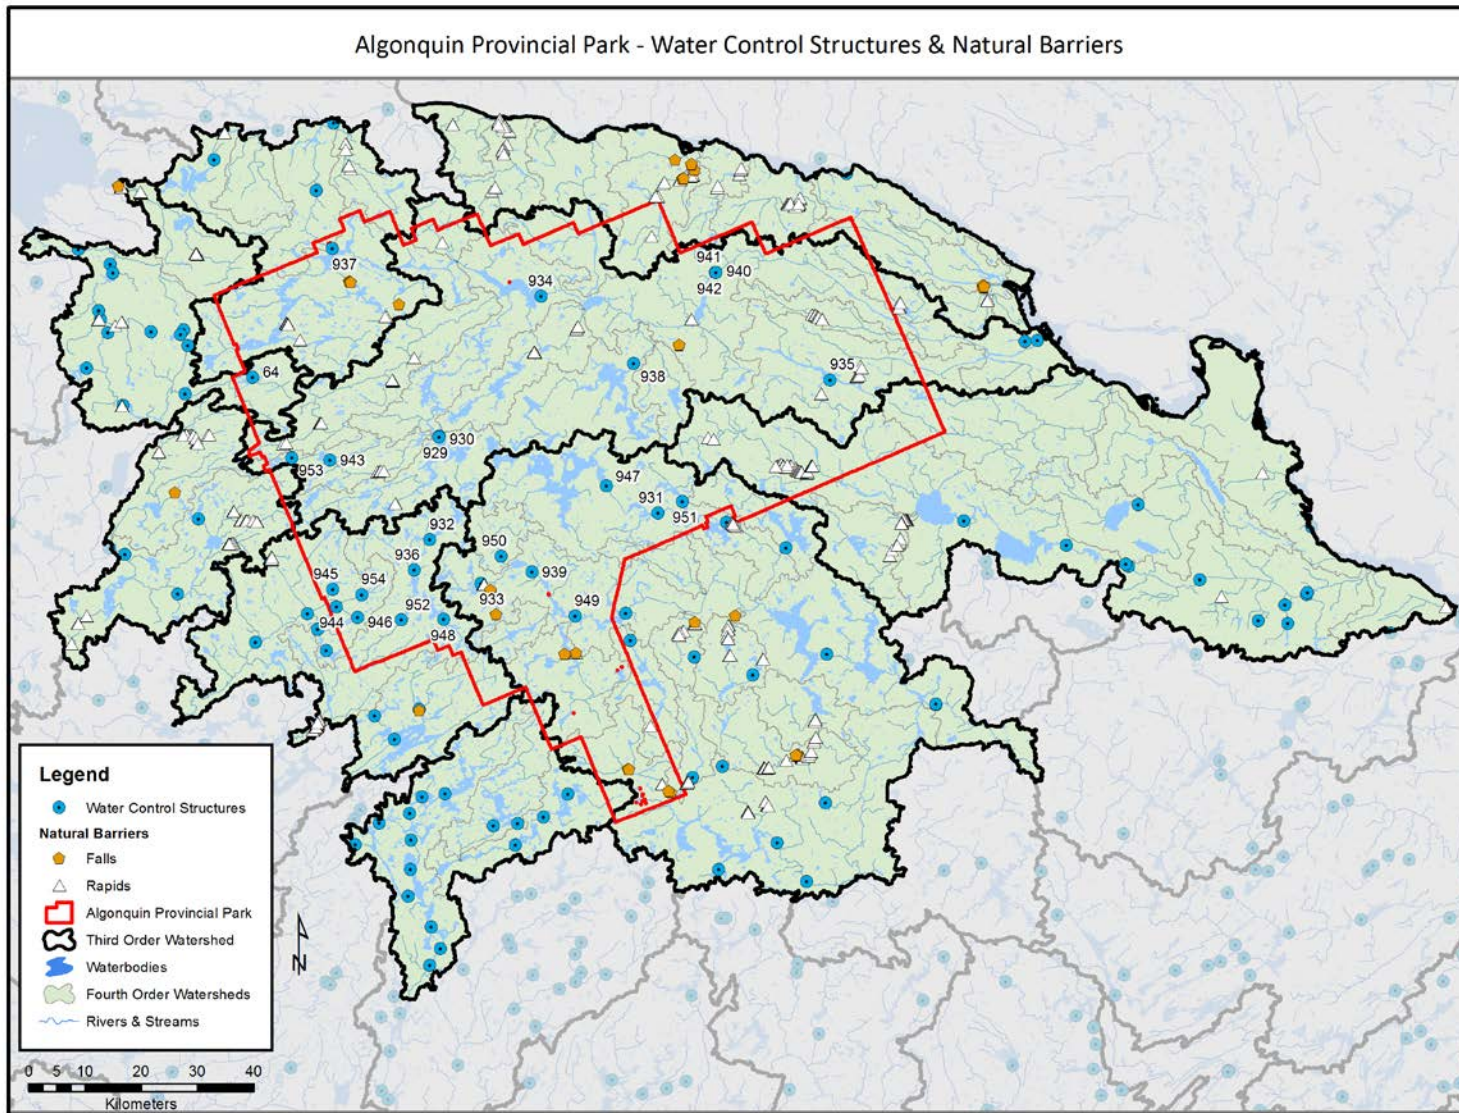 Algonquin Provincial Park - Water Control Structures & Natural Barriers
937
934
941
940
942
64
938
935
930
929
953
943
947
931
951
932
950
936
939
945
954
933
952
949
944
946
948
Legend
Water Control Structures
Natural Barriers
Falls
Rapids
Algonquin Provincial Park
Third Order Watershed
Waterbodies
Fourth Order Watersheds
Rivers & Streams
N
0 5 10 20 30 40
Kilometers